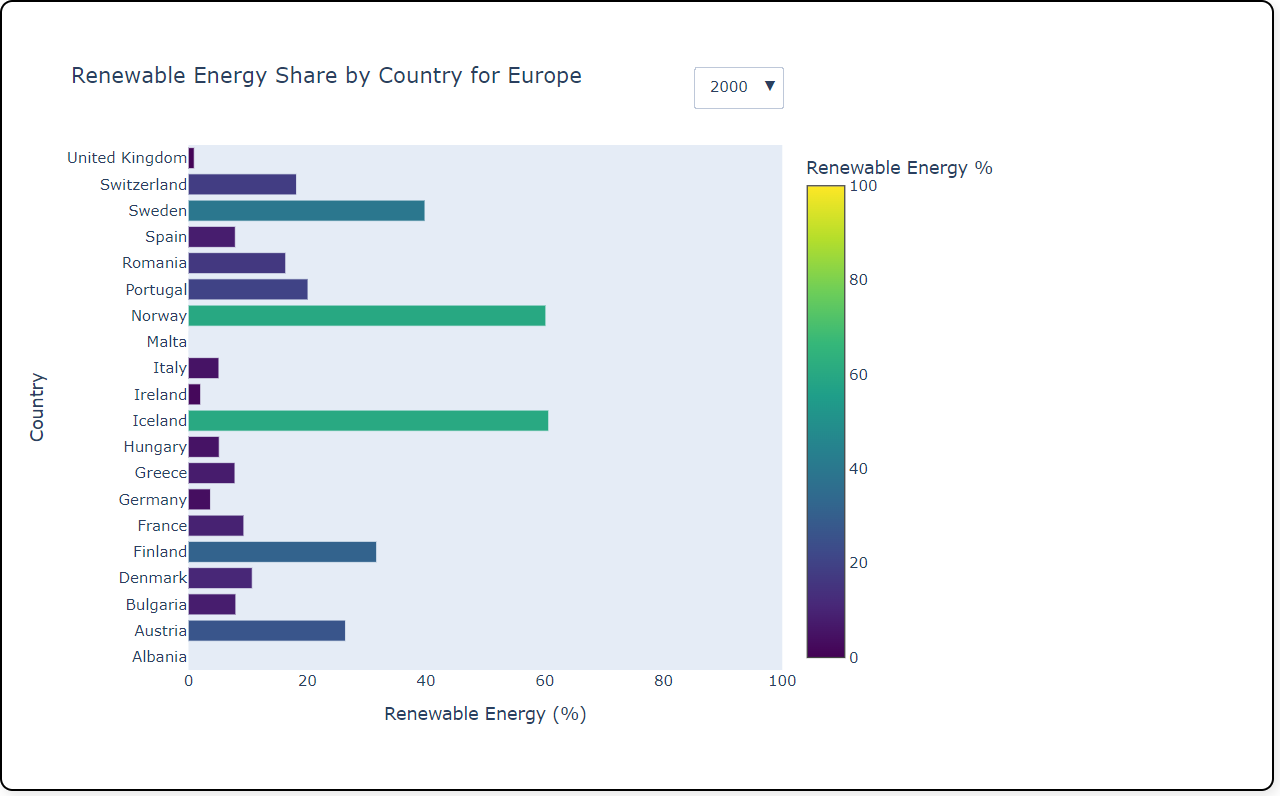 Renewable Energy Share by Country for Europe
2000 ▼
Renewable Energy %
United Kingdom
Switzerland
Sweden
Spain
Romania
Portugal
Norway
Malta
Italy
Ireland
Iceland
Hungary
Greece
Germany
France
Finland
Denmark
Bulgaria
Austria
Albania
Country
0 20 40 60 80 100
Renewable Energy (%)
100
80
60
40
20
0